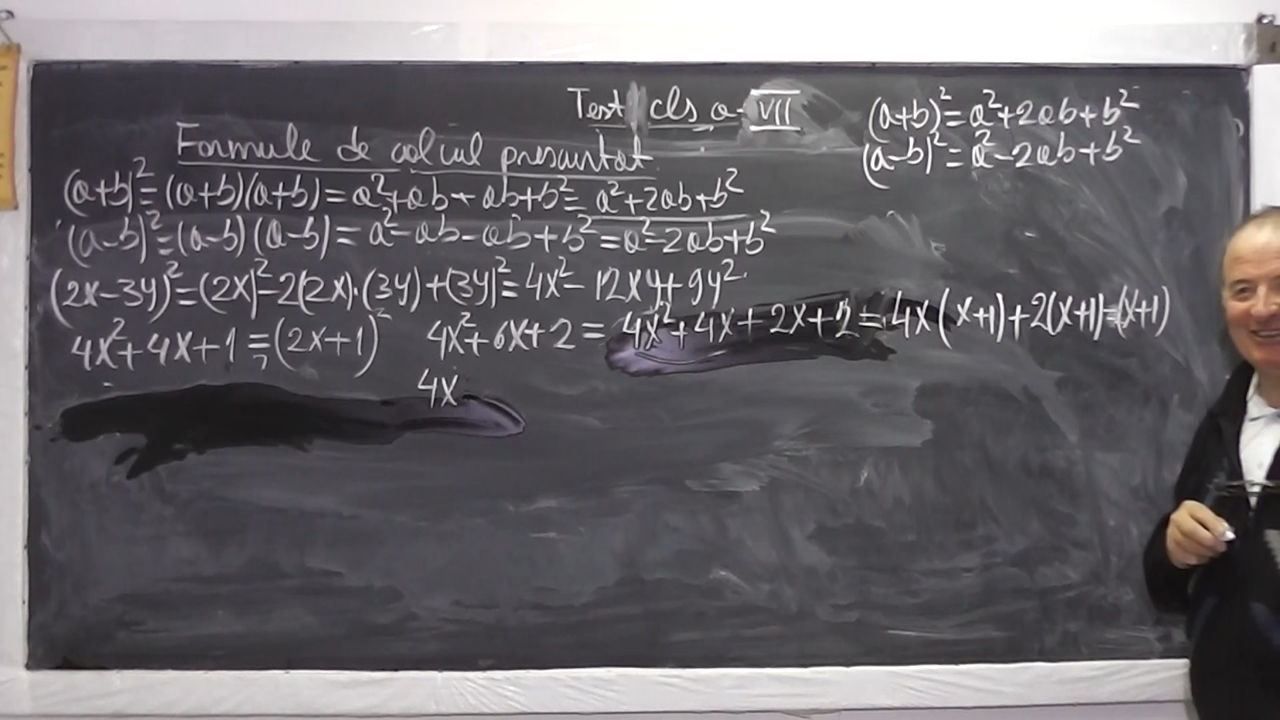 Test cls a VII
(a+b)²=a²+2ab+b²
(a-b)²=a²-2ab+b²
Formule de calcul prescurtat
(a+b)²=(a+b)(a+b)=a²+ab+ab+b²=a²+2ab+b²
(a-b)²=(a-b)(a-b)=a²-ab-ab+b²=a²-2ab+b²
(2x-3y)²=(2x)²-2(2x)·(3y)+(3y)²=4x²-12xy+9y²
4x²+4x+1=(2x+1)² 4x²+6x+2=4x²+4x+2x+2=4x(x+1)+2(x+1)=(x+1)
4x